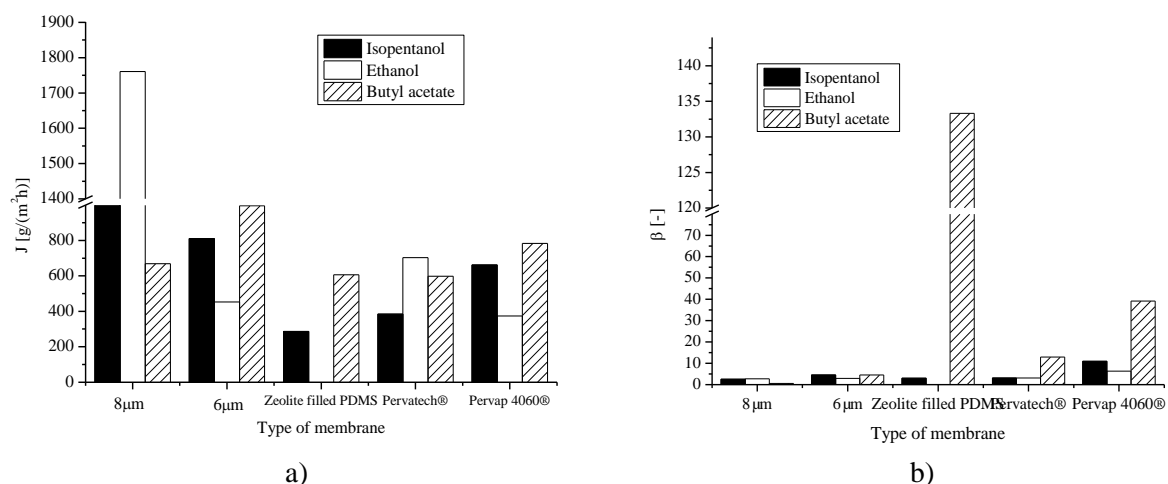 1900
1800
1700
1600
1500
1400
800
600
400
200
0
J [g/(m²h)]
Isopentanol
Ethanol
Butyl acetate
8μm
6μm
Zeolite filled PDMS
Pervatech®
Pervap 4060®
Type of membrane
a)
140
135
130
125
120
70
60
50
40
30
20
10
0
β [-]
Isopentanol
Ethanol
Butyl acetate
8μm
6μm
Zeolite filled PDMS
Pervatech®
Pervap 4060®
Type of membrane
b)